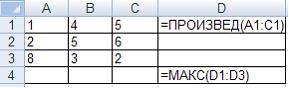 A B C D
1 1 4 5 =ПРОИЗВЕД(A1:C1)
2 2 5 6
3 8 3 2
4 =МАКС(D1:D3)